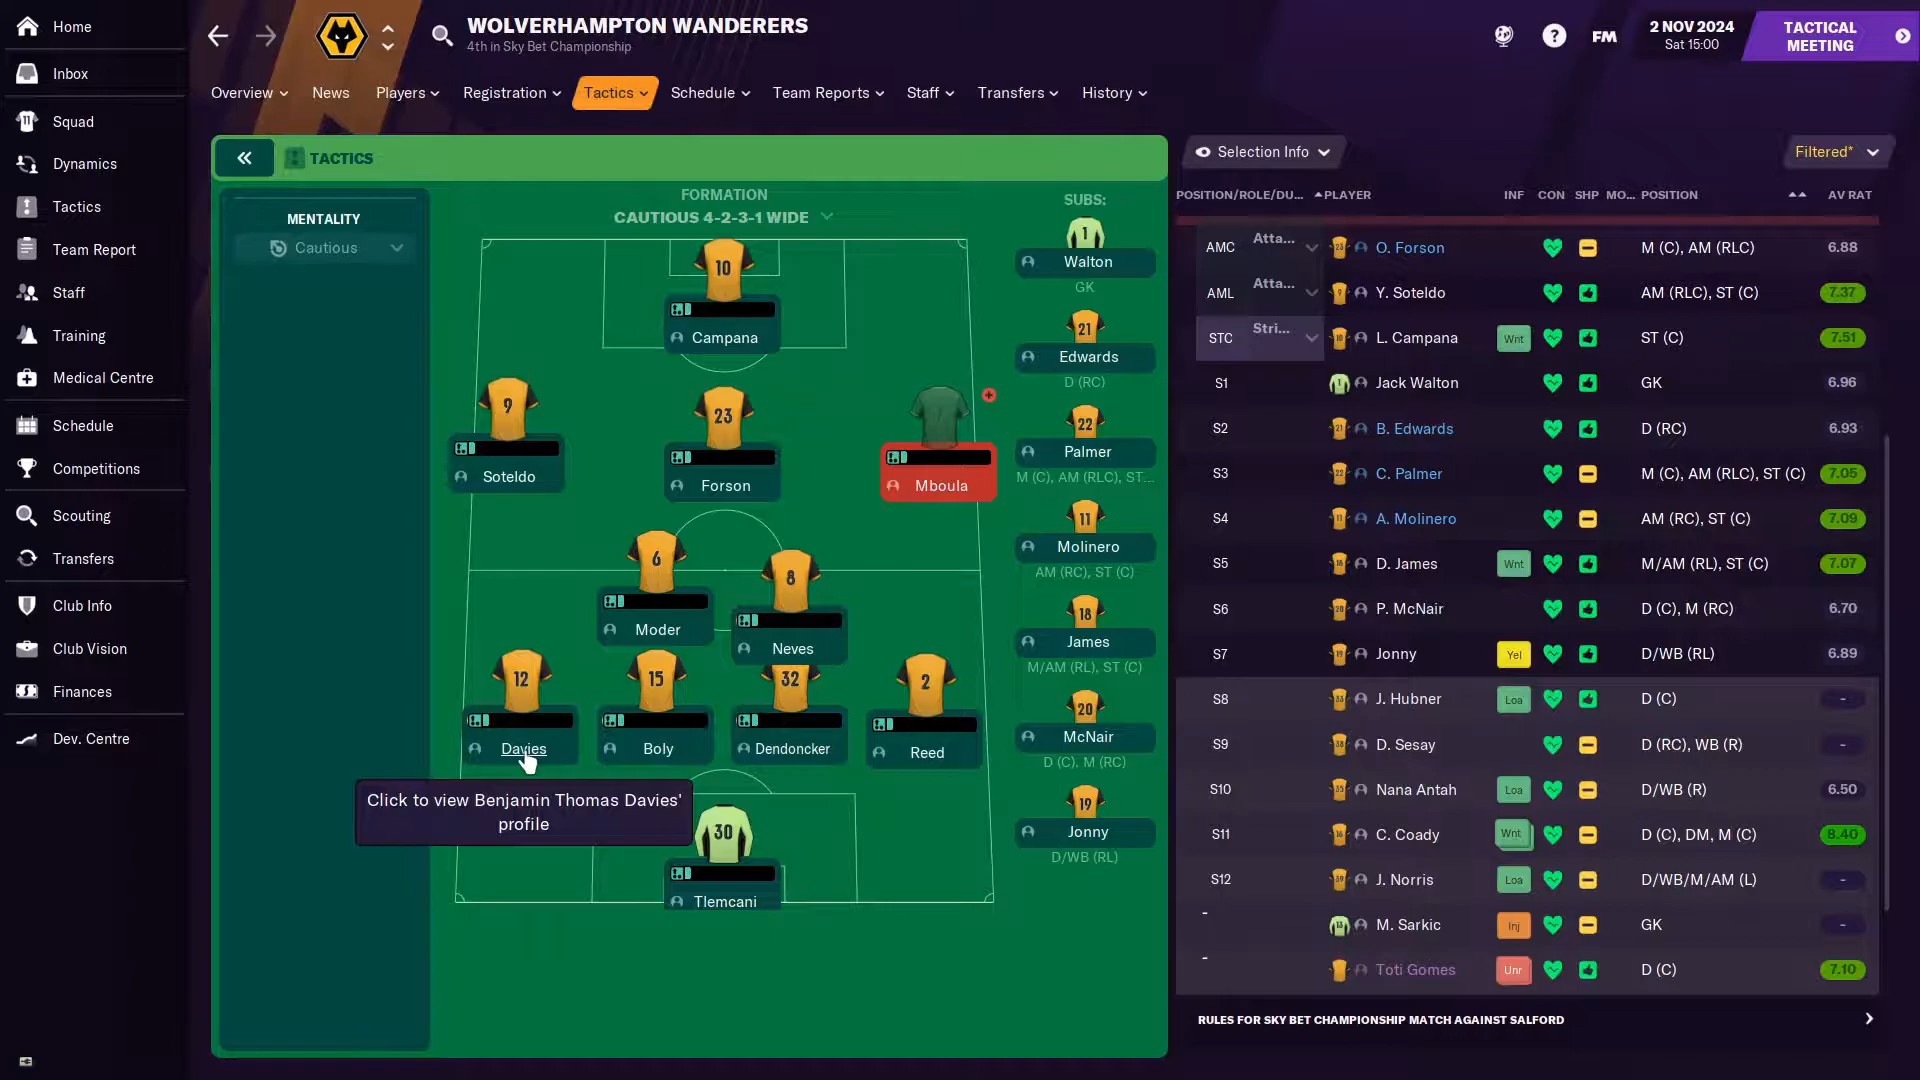 Home
Inbox
Squad
Dynamics
Tactics
Team Report
Staff
Training
Medical Centre
Schedule
Competitions
Scouting
Transfers
Club Info
Club Vision
Finances
Dev. Centre
WOLVERHAMPTON WANDERERS
4th in Sky Bet Championship
FM
2 NOV 2024
Sat 15:00
TACTICAL
MEETING
Overview
News
Players
Registration
Tactics
Schedule
Team Reports
Staff
Transfers
History
TACTICS
MENTALITY
Cautious
FORMATION
CAUTIOUS 4-2-3-1 WIDE
10
Campana
9
Soteldo
23
Forson
Mboula
6
Moder
8
Neves
12
Davies
15
Boly
32
Dendoncker
2
Reed
Click to view Benjamin Thomas Davies'
profile
30
Tlemcani
SUBS:
1
Walton
GK
21
Edwards
D (RC)
22
Palmer
M (C), AM (RLC), ST...
11
Molinero
AM (RC), ST (C)
18
James
M/AM (RL), ST (C)
20
McNair
D (C), M (RC)
19
Jonny
D/WB (RL)
Selection Info
Filtered*
POSITION/ROLE/DU... PLAYER INF CON SHP MO... POSITION AV RAT
AMC Atta... O. Forson M (C), AM (RLC) 6.88
AML Atta... Y. Soteldo AM (RLC), ST (C) 7.37
STC Stri... L. Campana Wnt ST (C) 7.51
S1 Jack Walton GK 6.96
S2 B. Edwards D (RC) 6.93
S3 C. Palmer M (C), AM (RLC), ST (C) 7.05
S4 A. Molinero AM (RC), ST (C) 7.09
S5 D. James Wnt M/AM (RL), ST (C) 7.07
S6 P. McNair D (C), M (RC) 6.70
S7 Jonny Yel D/WB (RL) 6.89
S8 J. Hubner Loa D (C) -
S9 D. Sesay D (RC), WB (R) -
S10 Nana Antah Loa D/WB (R) 6.50
S11 C. Coady Wnt D (C), DM, M (C) 8.40
S12 J. Norris Loa D/WB/M/AM (L) -
- M. Sarkic Inj GK -
- Toti Gomes Unr D (C) 7.10
RULES FOR SKY BET CHAMPIONSHIP MATCH AGAINST SALFORD